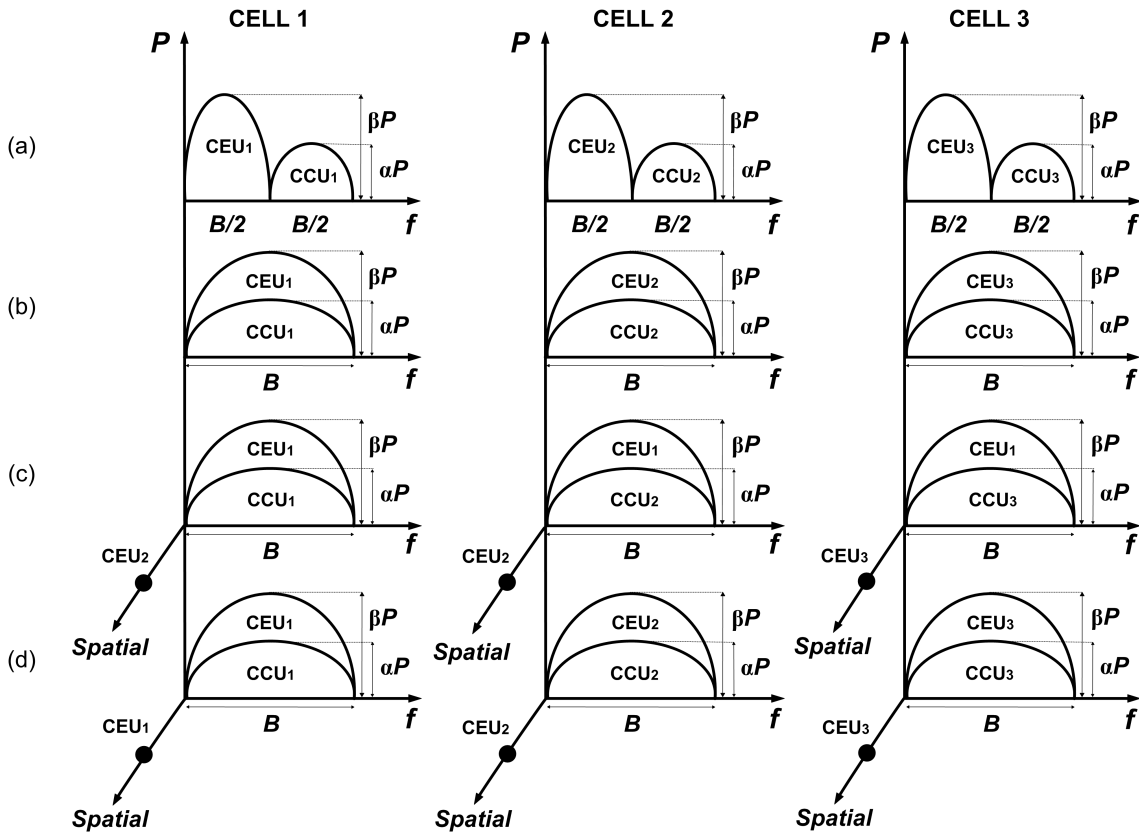 CELL 1 CELL 2 CELL 3
P P P
(a)
βP βP βP
CEU1 CCU1 αP CEU2 CCU2 αP CEU3 CCU3 αP
B/2 B/2 f B/2 B/2 f B/2 B/2 f
(b)
CEU1 βP CEU2 βP CEU3 βP
CCU1 αP CCU2 αP CCU3 αP
B f B f B f
(c)
CEU1 βP CEU1 βP CEU1 βP
CCU1 αP CCU2 αP CCU3 αP
B f B f B f
CEU2 CEU2 CEU3
Spatial Spatial Spatial
(d)
CEU1 βP CEU2 βP CEU3 βP
CCU1 αP CCU2 αP CCU3 αP
B f B f B f
CEU1 CEU2 CEU3
Spatial Spatial Spatial